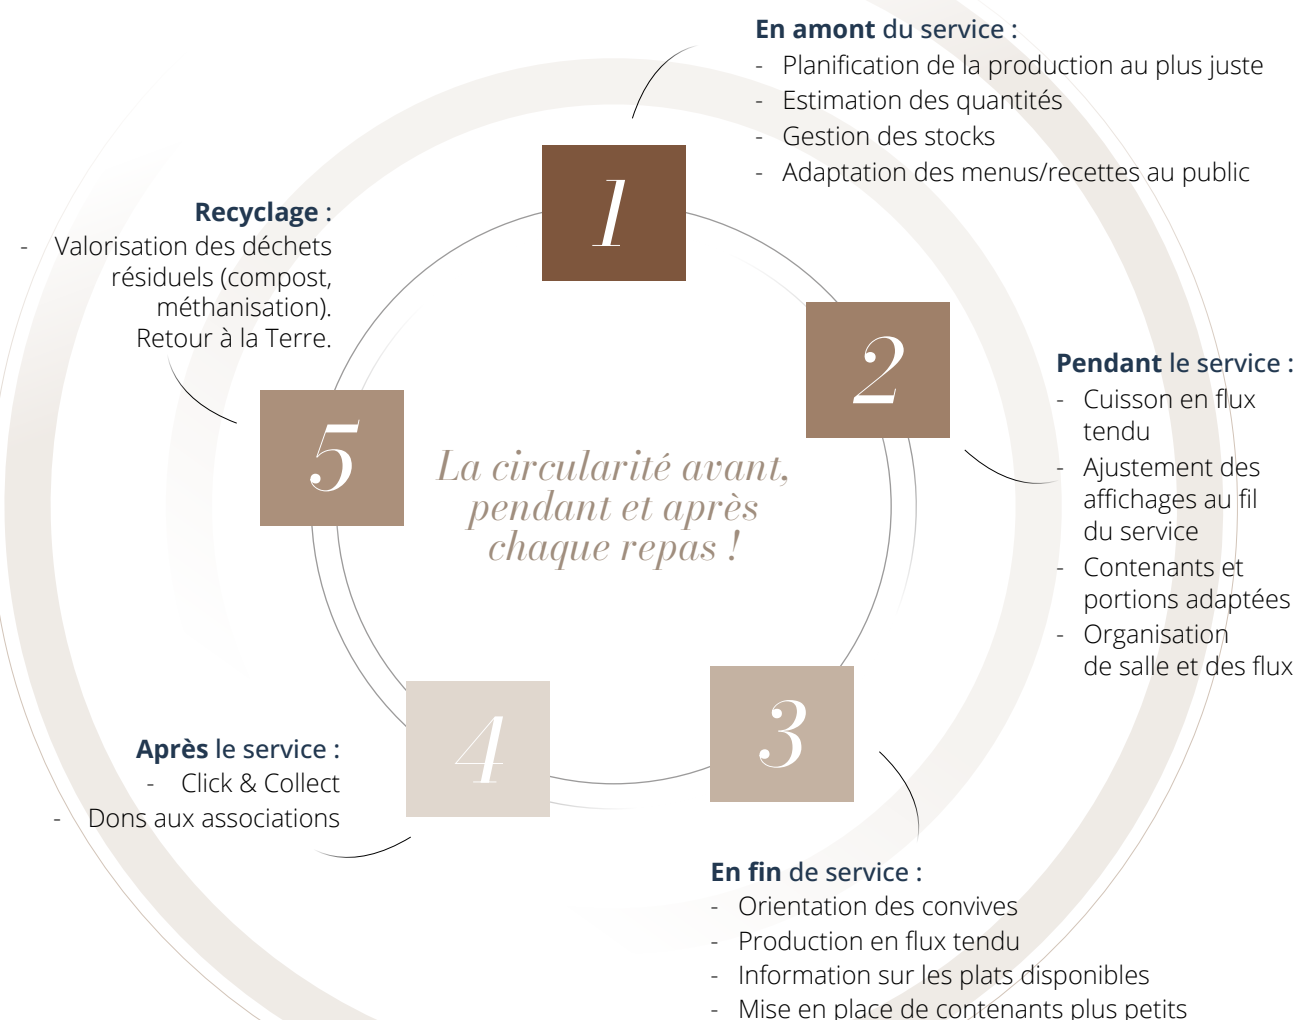 En amont du service :
- Planification de la production au plus juste
- Estimation des quantités
- Gestion des stocks
- Adaptation des menus/recettes au public
1
2
Pendant le service :
- Cuisson en flux
tendu
- Ajustement des
affichages au fil
du service
- Contenants et
portions adaptées
- Organisation
de salle et des flux
3
En fin de service :
- Orientation des convives
- Production en flux tendu
- Information sur les plats disponibles
- Mise en place de contenants plus petits
4
Après le service :
- Click & Collect
- Dons aux associations
5
Recyclage :
- Valorisation des déchets
résiduels (compost,
méthanisation).
Retour à la Terre.
La circularité avant,
pendant et après
chaque repas !